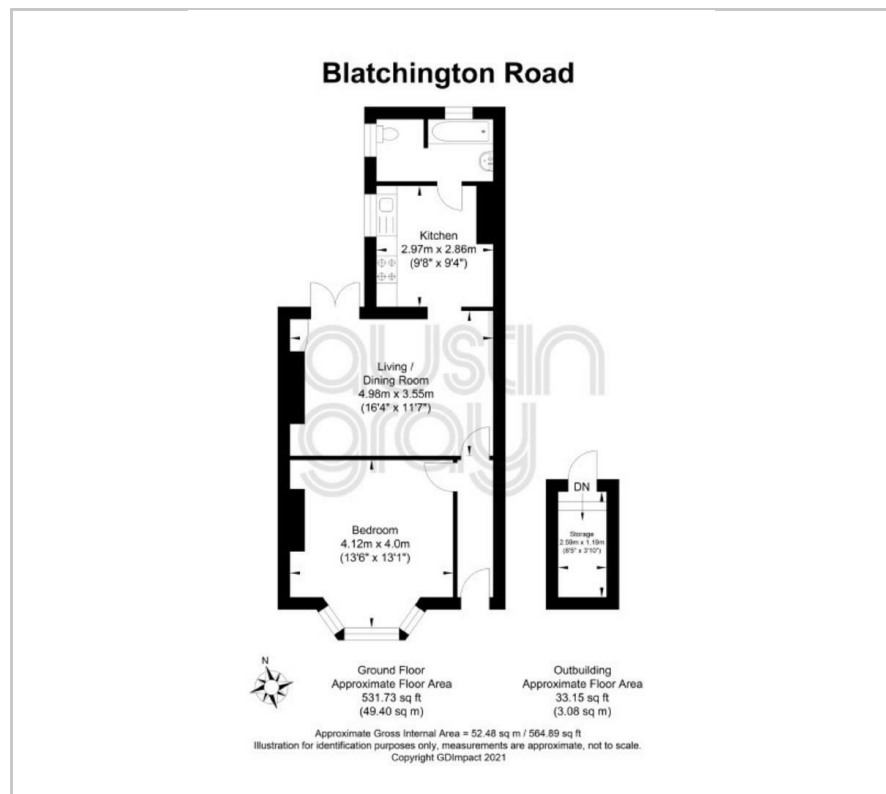 Blatchington Road
Kitchen
2.97m x 2.86m
(9'8" x 9'4")
austin
gray
Living /
Dining Room
4.98m x 3.55m
(16'4" x 11'7")
Bedroom
4.12m x 4.0m
(13'6" x 13'1")
DN
Storage
2.59m x 1.19m
(8'5" x 3'10")
N
Ground Floor
Approximate Floor Area
531.73 sq ft
(49.40 sq m)
Outbuilding
Approximate Floor Area
33.15 sq ft
(3.08 sq m)
Approximate Gross Internal Area = 52.48 sq m / 564.89 sq ft
Illustration for identification purposes only, measurements are approximate, not to scale.
Copyright GDImpact 2021